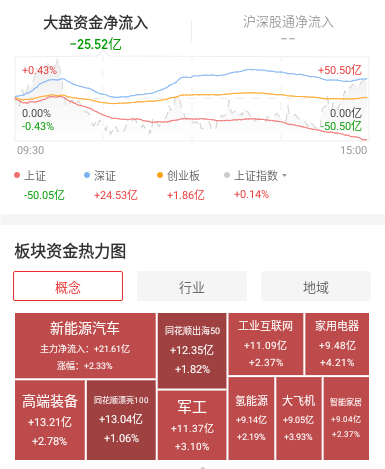 大盘资金净流入
沪深股通净流入
-25.52亿
--
+0.43%
+50.50亿
0.00%
0.00亿
-0.43%
-50.50亿
09:30
15:00
上证
深证
创业板
上证指数
-50.05亿
+24.53亿
+1.86亿
+0.14%
板块资金热力图
概念
行业
地域
新能源汽车
主力净流入：+21.61亿
涨幅：+2.33%
同花顺出海50
+12.35亿
+1.82%
工业互联网
+11.09亿
+2.37%
家用电器
+9.48亿
+4.21%
高端装备
+13.21亿
+2.78%
同花顺漂亮100
+13.04亿
+1.06%
军工
+11.37亿
+3.10%
氢能源
+9.14亿
+2.19%
大飞机
+9.05亿
+3.93%
智能家居
+9.04亿
+2.37%